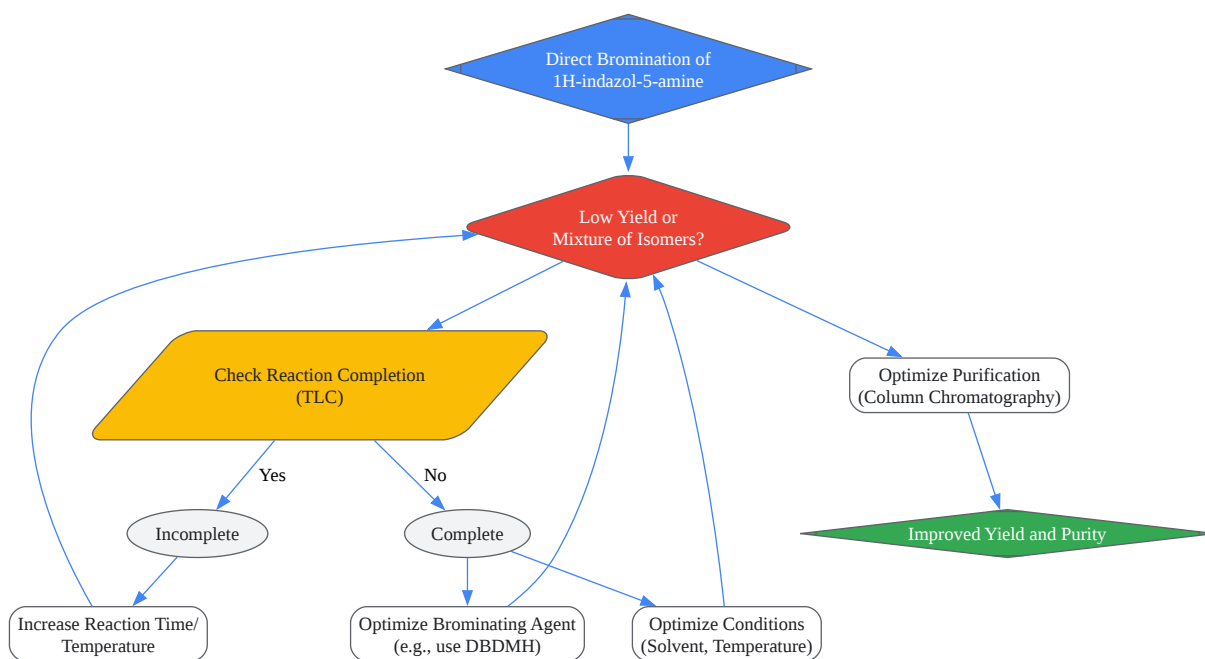 Direct Bromination of
1H-indazol-5-amine
Low Yield or
Mixture of Isomers?
Check Reaction Completion
(TLC)
Optimize Purification
(Column Chromatography)
Yes
No
Incomplete
Complete
Improved Yield and Purity
Increase Reaction Time/
Temperature
Optimize Brominating Agent
(e.g., use DBDMH)
Optimize Conditions
(Solvent, Temperature)